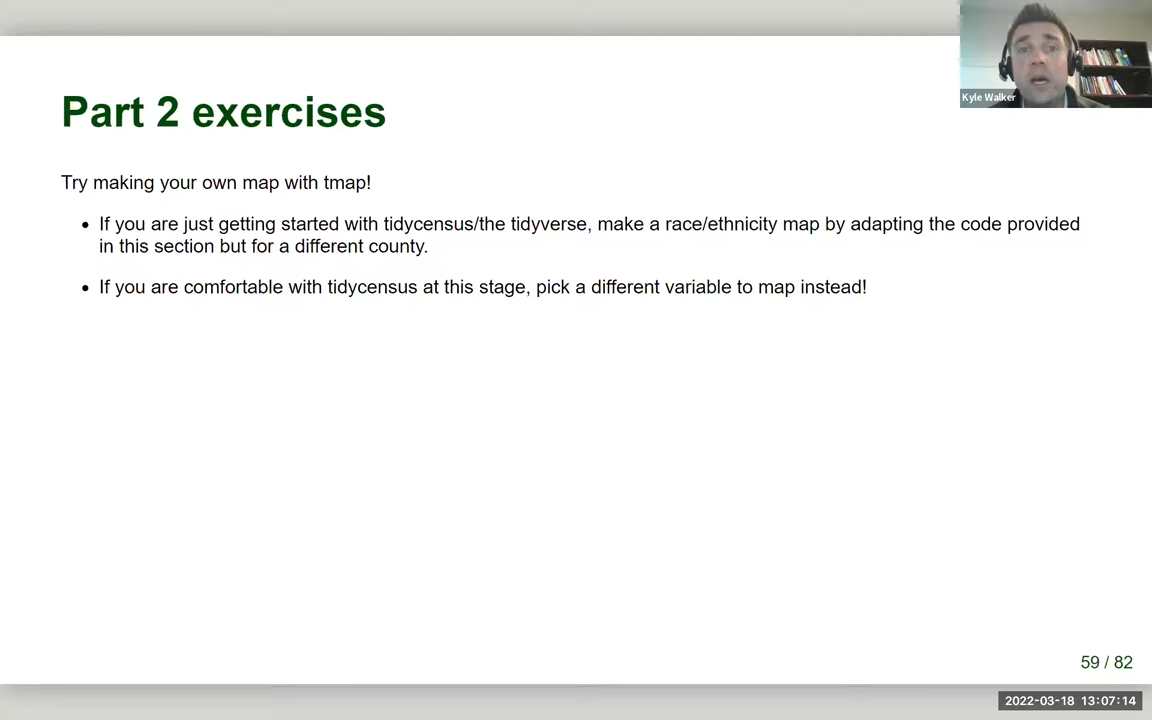 Kyle Walker
Part 2 exercises
Try making your own map with tmap!
• If you are just getting started with tidycensus/the tidyverse, make a race/ethnicity map by adapting the code provided
in this section but for a different county.
• If you are comfortable with tidycensus at this stage, pick a different variable to map instead!
59 / 82
2022-03-18 13:07:14